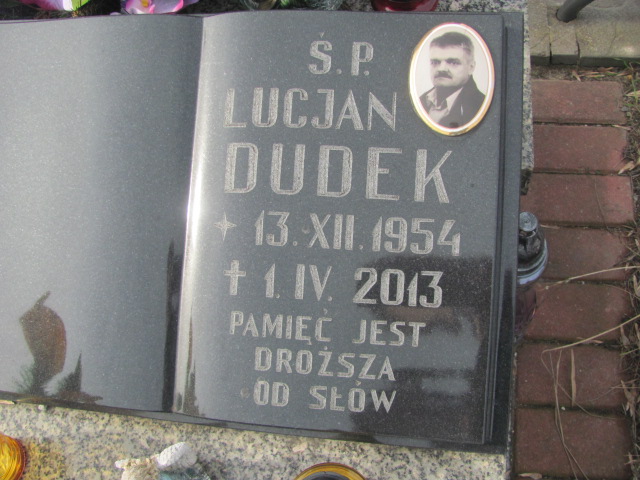 Ś.P.
LUCJAN
DUDEK
13.XII.1954
✝ 1.IV.2013
PAMIĘĆ JEST
DROŻSZA
OD SŁÓW